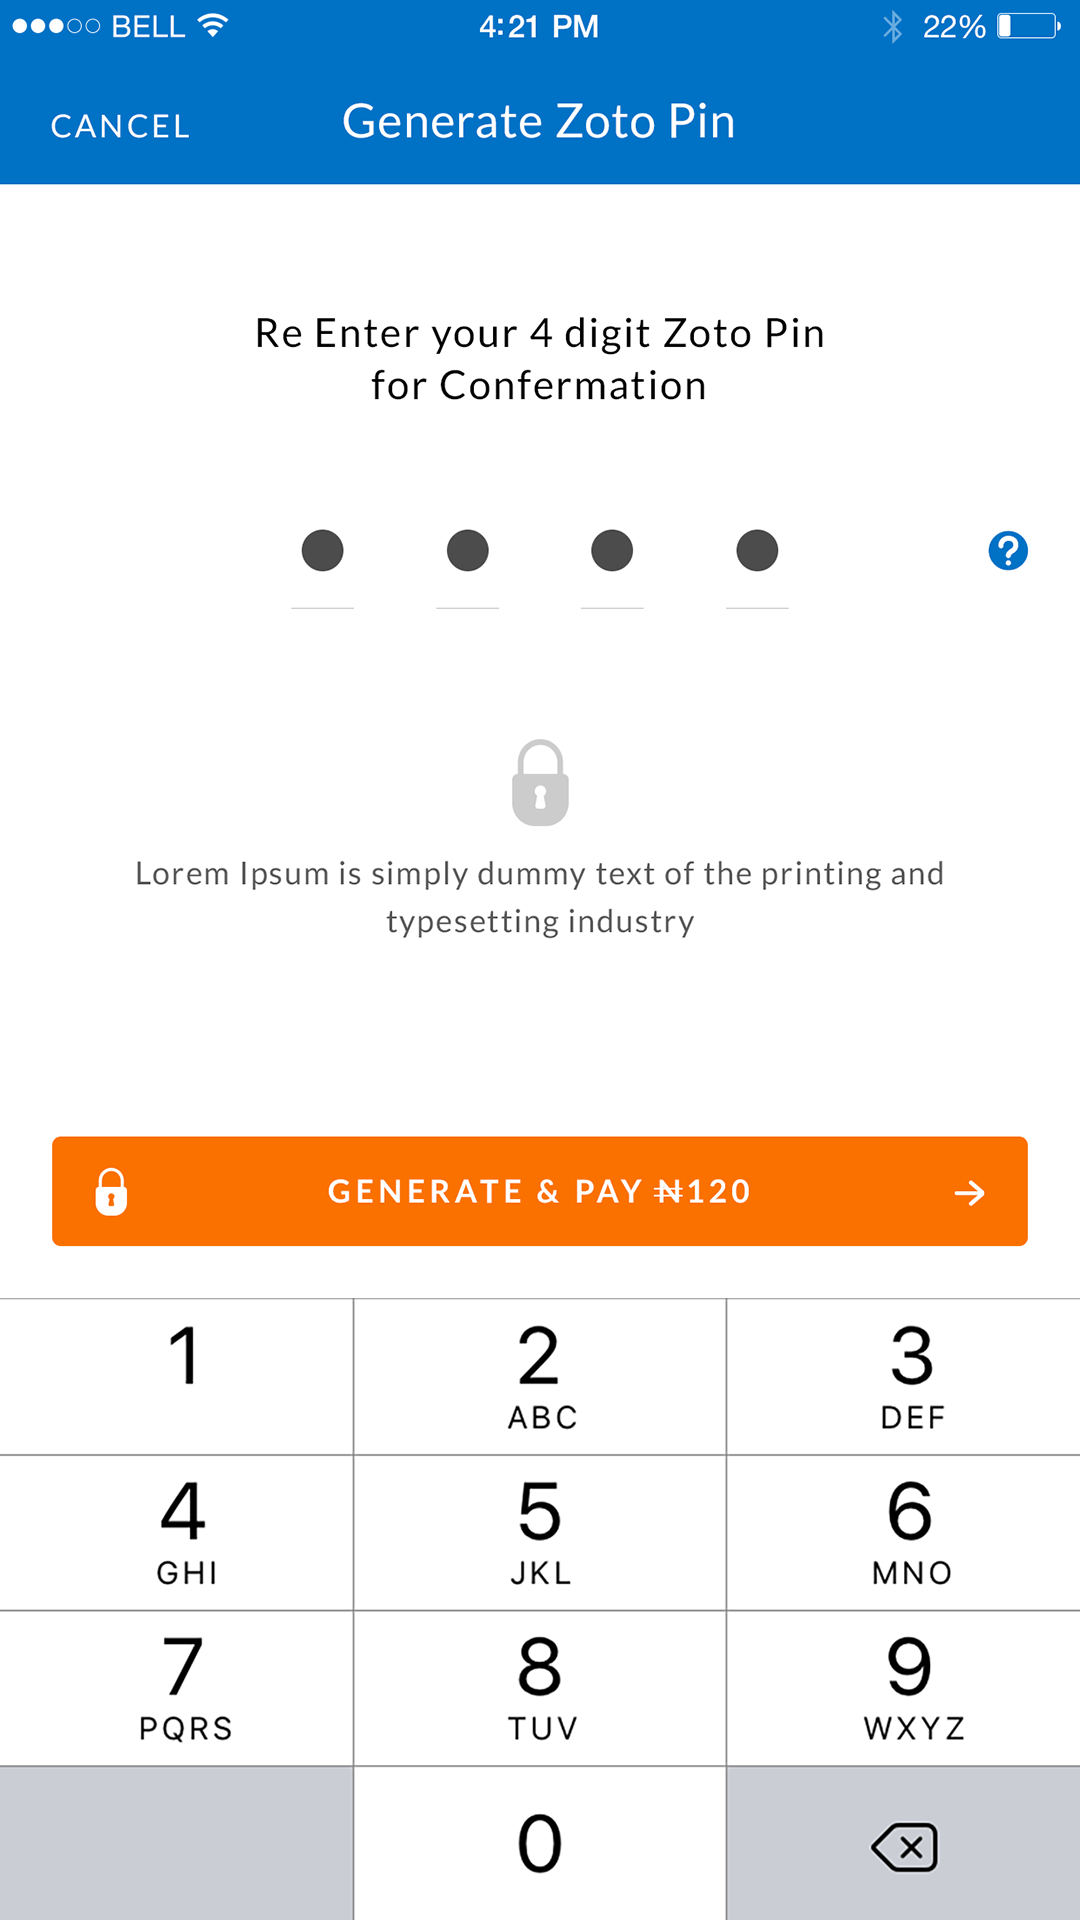 BELL 4:21 PM 22%
CANCEL Generate Zoto Pin
Re Enter your 4 digit Zoto Pin
for Confermation
?
Lorem Ipsum is simply dummy text of the printing and
typesetting industry
GENERATE & PAY ₦120
1 2 3
ABC DEF
4 5 6
GHI JKL MNO
7 8 9
PQRS TUV WXYZ
0